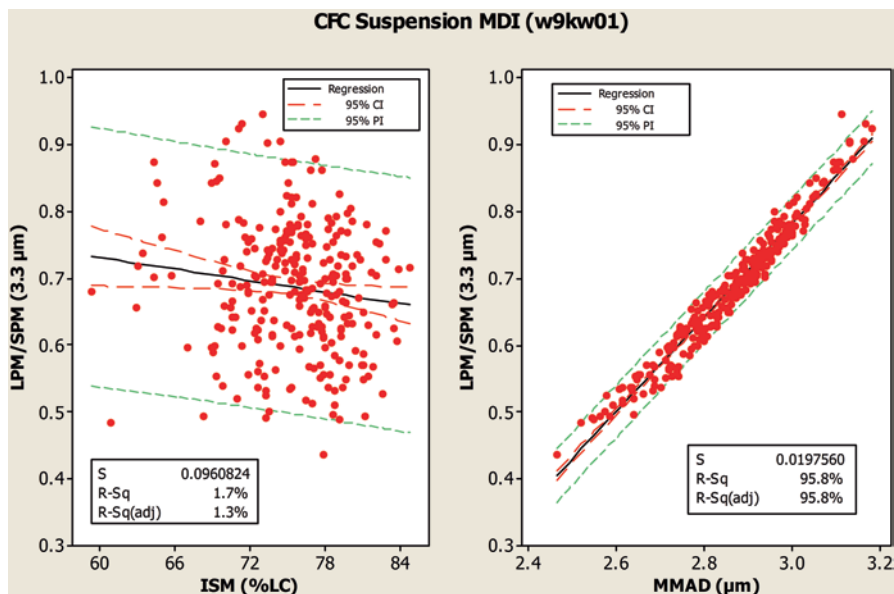 CFC Suspension MDI (w9kw01)
LPM/SPM (3.3 µm)
1.0
0.9
0.8
0.7
0.6
0.5
0.4
0.3
Regression
95% CI
95% PI
S 0.0960824
R-Sq 1.7%
R-Sq(adj) 1.3%
60 66 72 78 84
ISM (%LC)
LPM/SPM (3.3 µm)
1.0
0.9
0.8
0.7
0.6
0.5
0.4
0.3
Regression
95% CI
95% PI
S 0.0197560
R-Sq 95.8%
R-Sq(adj) 95.8%
2.4 2.6 2.8 3.0 3.2
MMAD (µm)